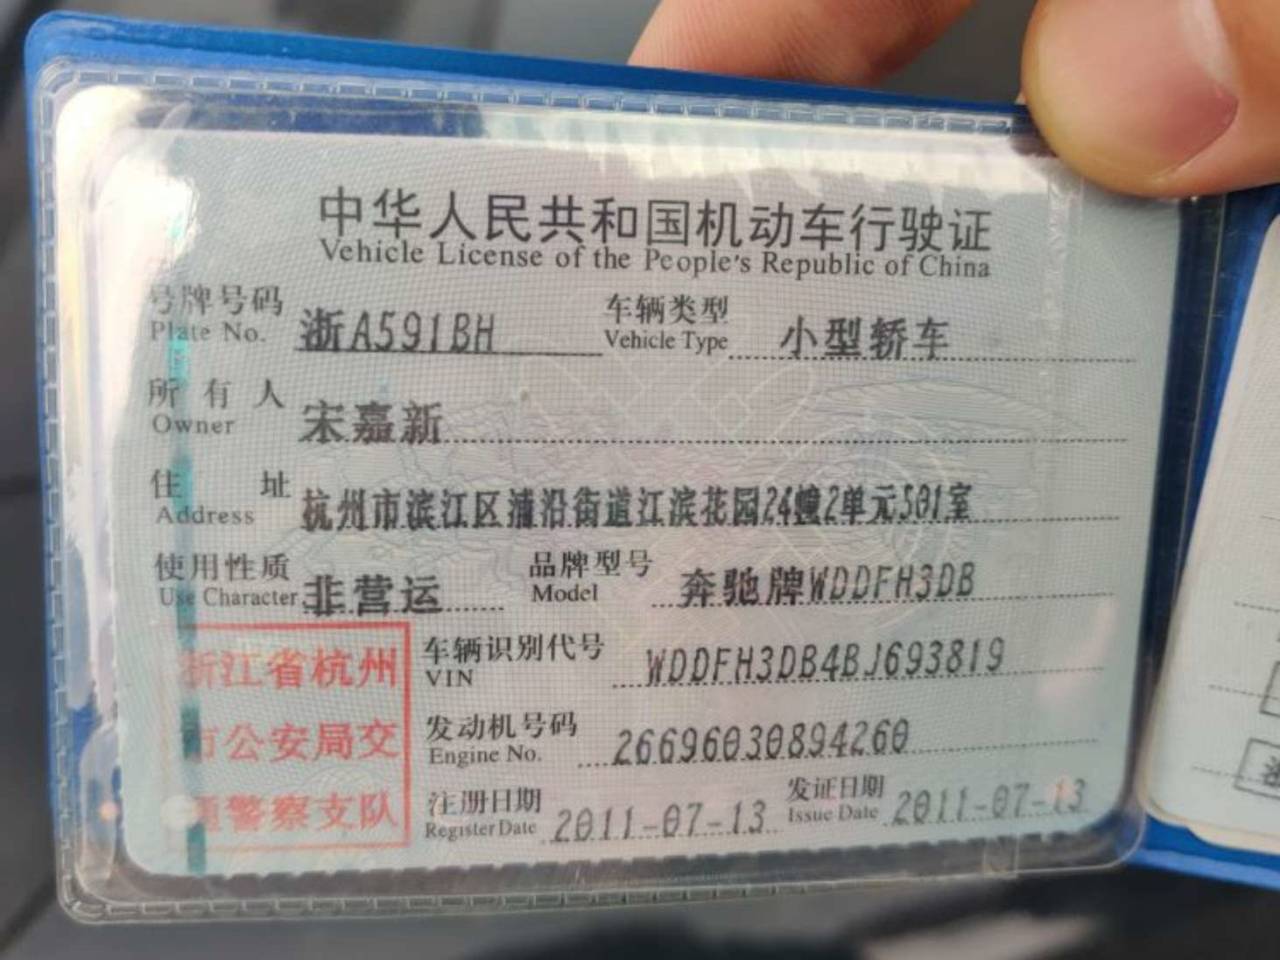 中华人民共和国机动车行驶证
Vehicle License of the People's Republic of China
号牌号码 浙A591BH 车辆类型 小型轿车
Plate No. Vehicle Type
所有人 宋嘉新
Owner
住址 杭州市滨江区浦沿街道江滨花园24幢2单元501室
Address
使用性质 非营运 品牌型号 奔驰牌WDDFH3DB
Use Character Model
浙江省杭州
市公安局交
通警察支队
车辆识别代号 WDDFH3DB4BJ693819
VIN
发动机号码 26696030894260
Engine No.
注册日期 2011-07-13 发证日期 2011-07-13
Register Date Issue Date